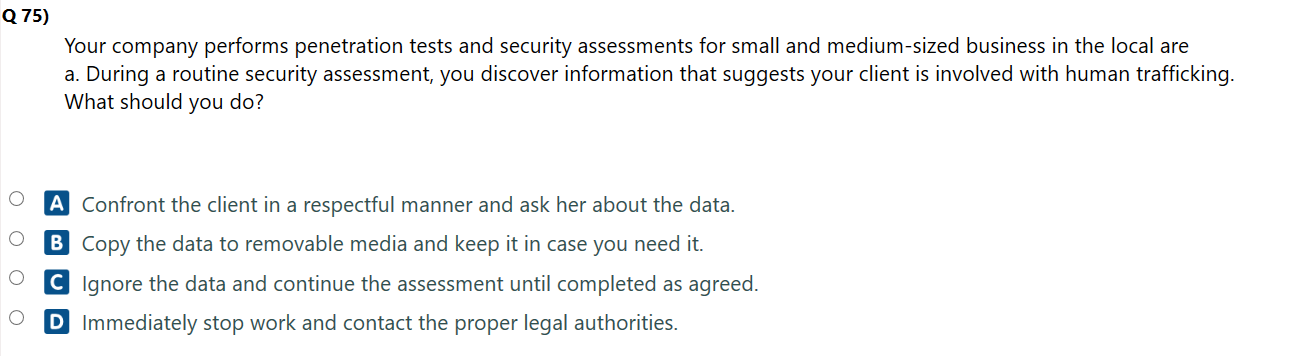 Q 75)
Your company performs penetration tests and security assessments for small and medium-sized business in the local are
a. During a routine security assessment, you discover information that suggests your client is involved with human trafficking.
What should you do?
A Confront the client in a respectful manner and ask her about the data.
B Copy the data to removable media and keep it in case you need it.
C Ignore the data and continue the assessment until completed as agreed.
D Immediately stop work and contact the proper legal authorities.